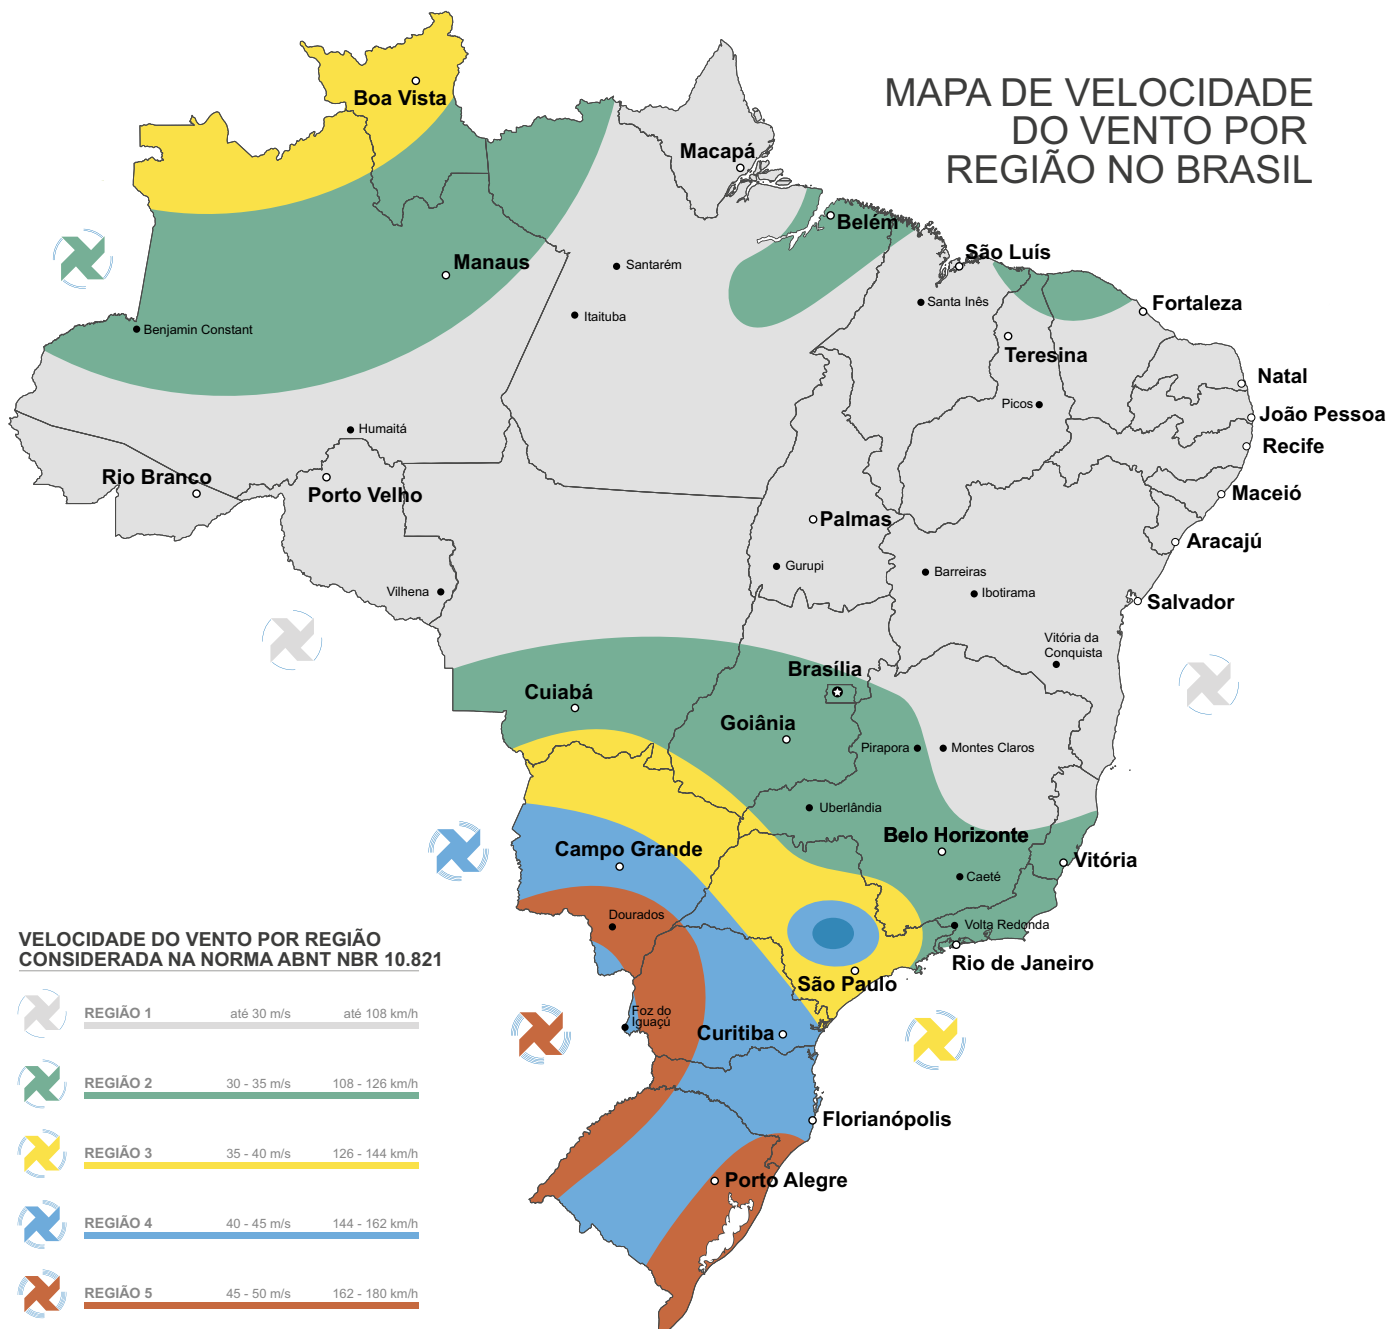 MAPA DE VELOCIDADE
DO VENTO POR
REGIÃO NO BRASIL
Boa Vista
Macapá
Belém
Manaus
Santarém
São Luís
Santa Inês
Fortaleza
Itaituba
Benjamin Constant
Teresina
Natal
Picos
João Pessoa
Humaitá
Recife
Rio Branco
Porto Velho
Maceió
Palmas
Aracajú
Gurupi
Barreiras
Vilhena
Ibotirama
Salvador
Vitória da
Conquista
Brasília
Cuiabá
Goiânia
Pirapora
Montes Claros
Uberlândia
Belo Horizonte
Campo Grande
Vitória
Caeté
Dourados
Volta Redonda
Rio de Janeiro
São Paulo
Foz do
Iguaçú
Curitiba
Florianópolis
Porto Alegre
VELOCIDADE DO VENTO POR REGIÃO
CONSIDERADA NA NORMA ABNT NBR 10.821
REGIÃO 1 até 30 m/s até 108 km/h
REGIÃO 2 30 - 35 m/s 108 - 126 km/h
REGIÃO 3 35 - 40 m/s 126 - 144 km/h
REGIÃO 4 40 - 45 m/s 144 - 162 km/h
REGIÃO 5 45 - 50 m/s 162 - 180 km/h